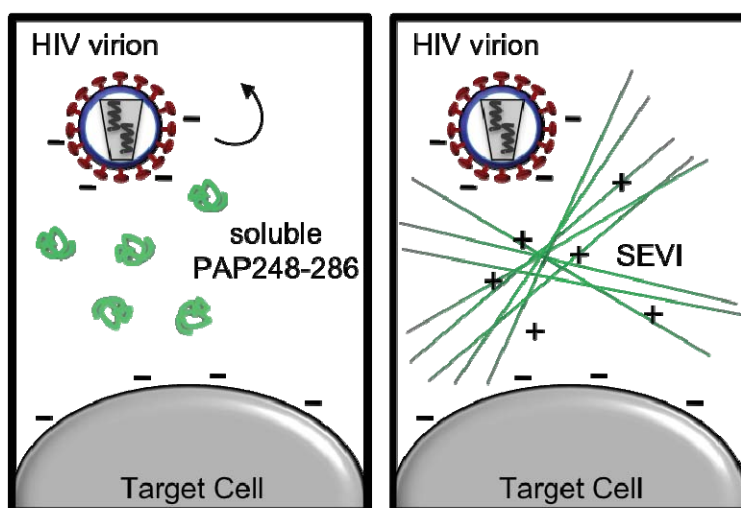 HIV virion
soluble
PAP248-286
Target Cell
HIV virion
SEVI
Target Cell